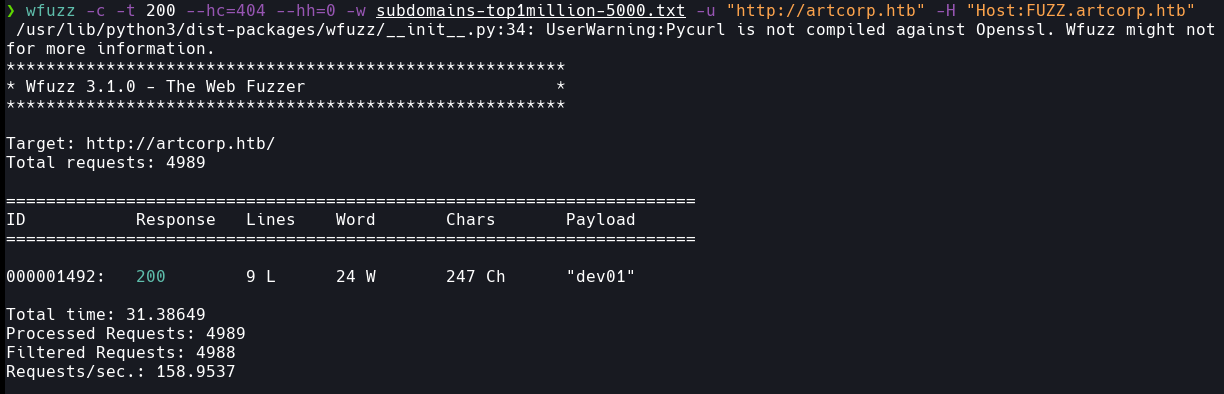 ❯ wfuzz -c -t 200 --hc=404 --hh=0 -w subdomains-top1million-5000.txt -u "http://artcorp.htb" -H "Host:FUZZ.artcorp.htb"
/usr/lib/python3/dist-packages/wfuzz/__init__.py:34: UserWarning:Pycurl is not compiled against Openssl. Wfuzz might not
for more information.
********************************************************
* Wfuzz 3.1.0 - The Web Fuzzer                         *
********************************************************
Target: http://artcorp.htb/
Total requests: 4989
=====================================================================
ID           Response   Lines    Word       Chars       Payload
=====================================================================
000001492:   200        9 L      24 W       247 Ch      "dev01"
Total time: 31.38649
Processed Requests: 4989
Filtered Requests: 4988
Requests/sec.: 158.9537